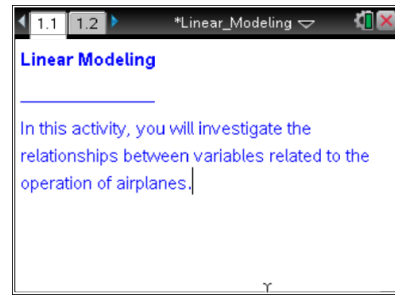 1.1 1.2 *Linear_Modeling
Linear Modeling
In this activity, you will investigate the
relationships between variables related to the
operation of airplanes.